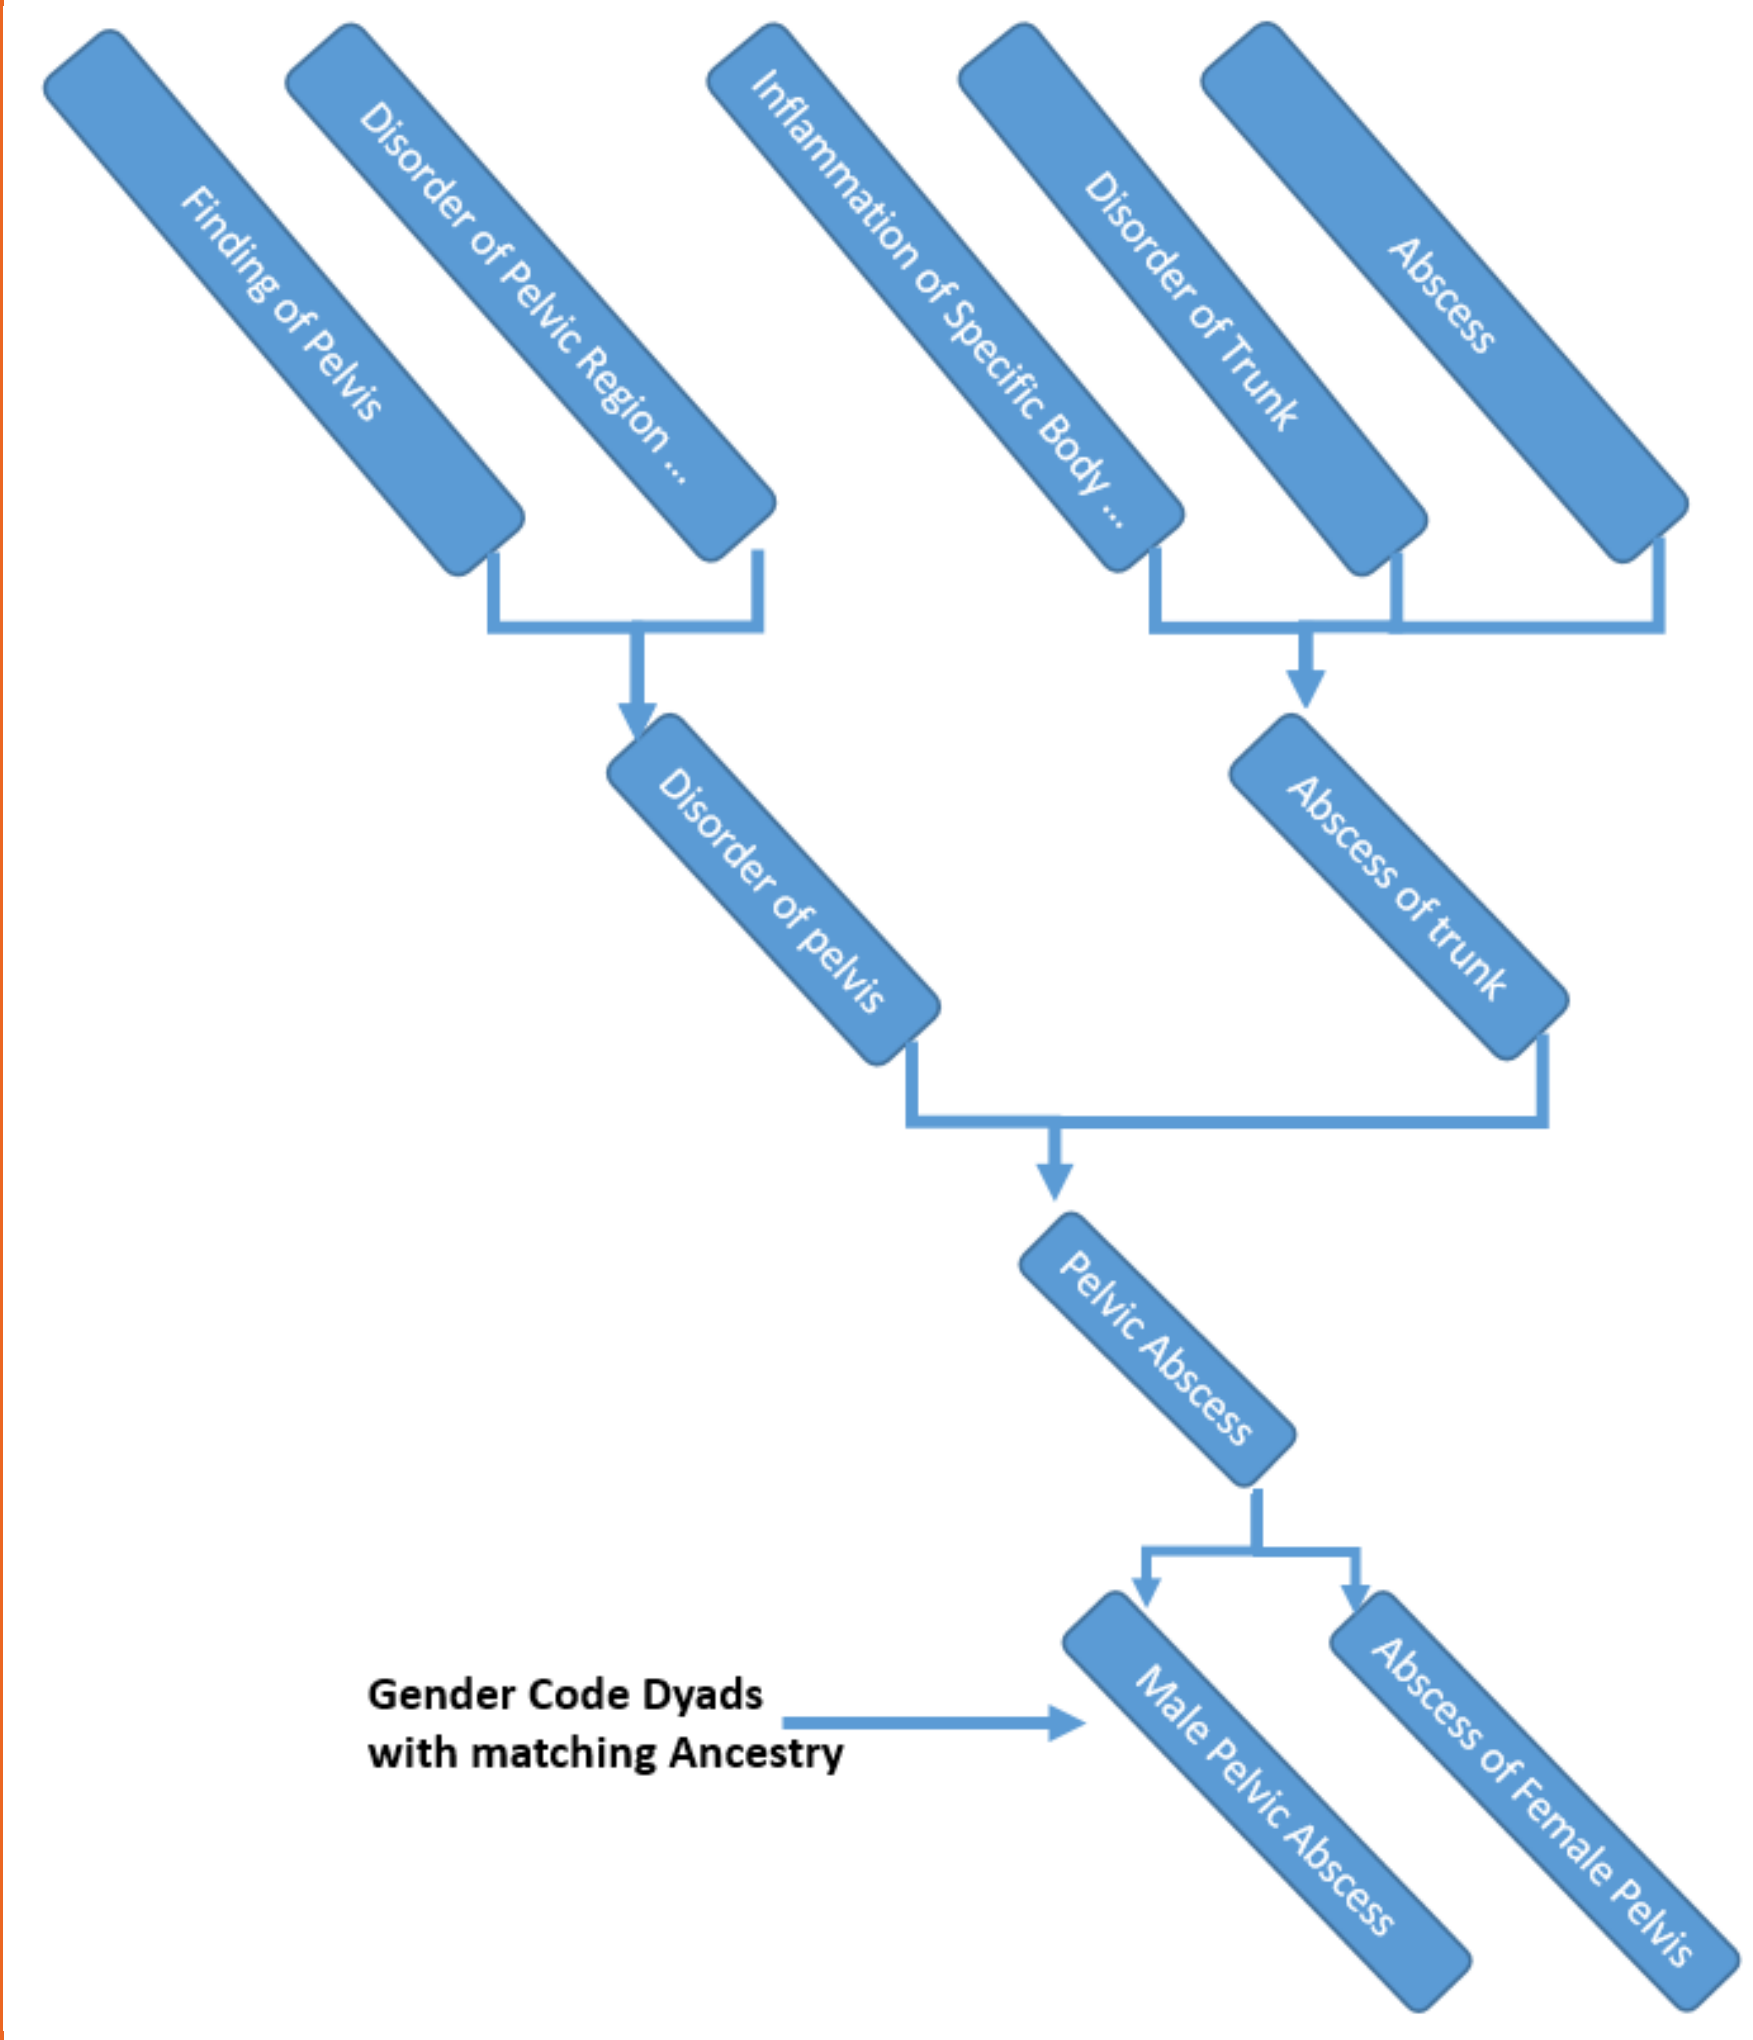 Finding of Pelvis
Disorder of Pelvic Region ...
Inflammation of Specific Body ...
Disorder of Trunk
Abscess
Disorder of pelvis
Abscess of trunk
Pelvic Abscess
Gender Code Dyads
with matching Ancestry
Male Pelvic Abscess
Abscess of Female Pelvis